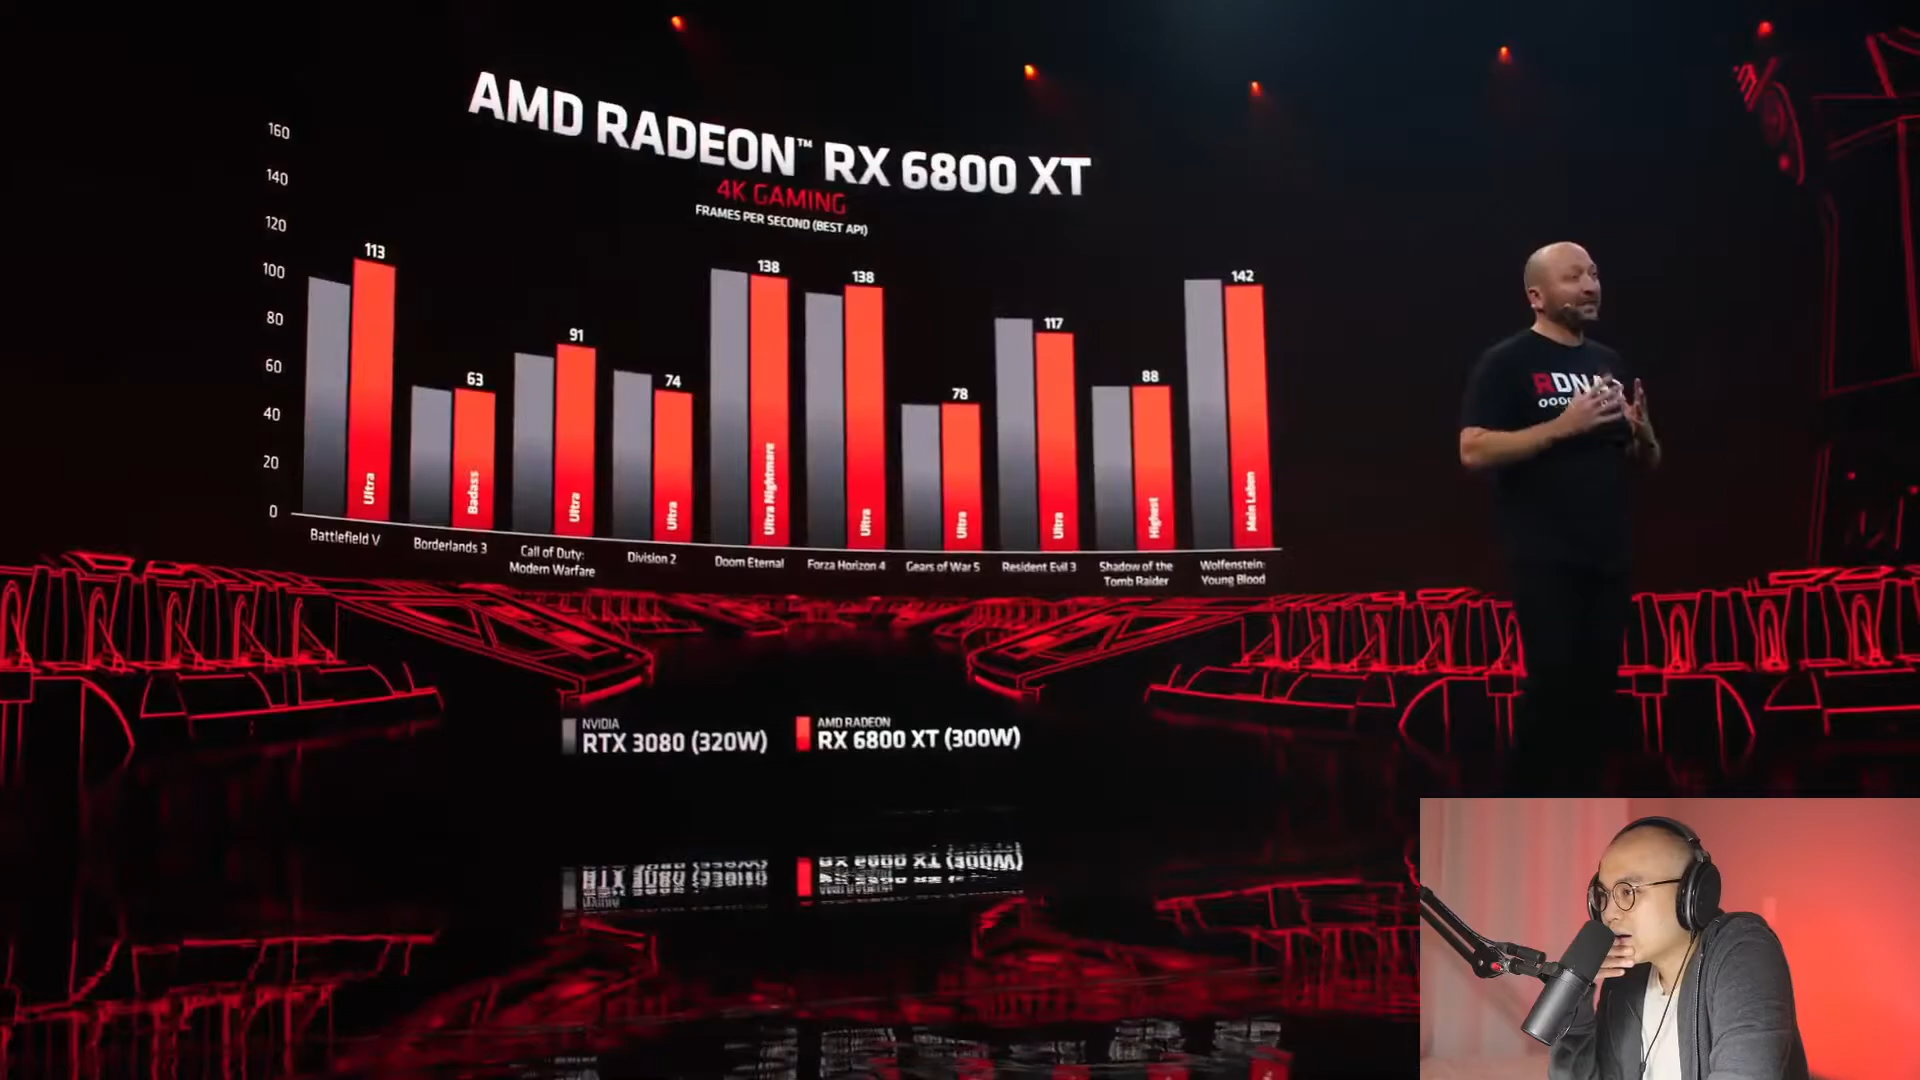 AMD RADEON™ RX 6800 XT
4K GAMING
FRAMES PER SECOND (BEST API)
160
140
120
100
80
60
40
20
0
113
63
91
74
138
138
78
117
88
142
Ultra
Badass
Ultra
Ultra
Ultra Nightmare
Ultra
Ultra
Ultra
Highest
Mein Leben
Battlefield V
Borderlands 3
Call of Duty:
Modern Warfare
Division 2
Doom Eternal
Forza Horizon 4
Gears of War 5
Resident Evil 3
Shadow of the
Tomb Raider
Wolfenstein:
Young Blood
NVIDIA
RTX 3080 (320W)
AMD RADEON
RX 6800 XT (300W)